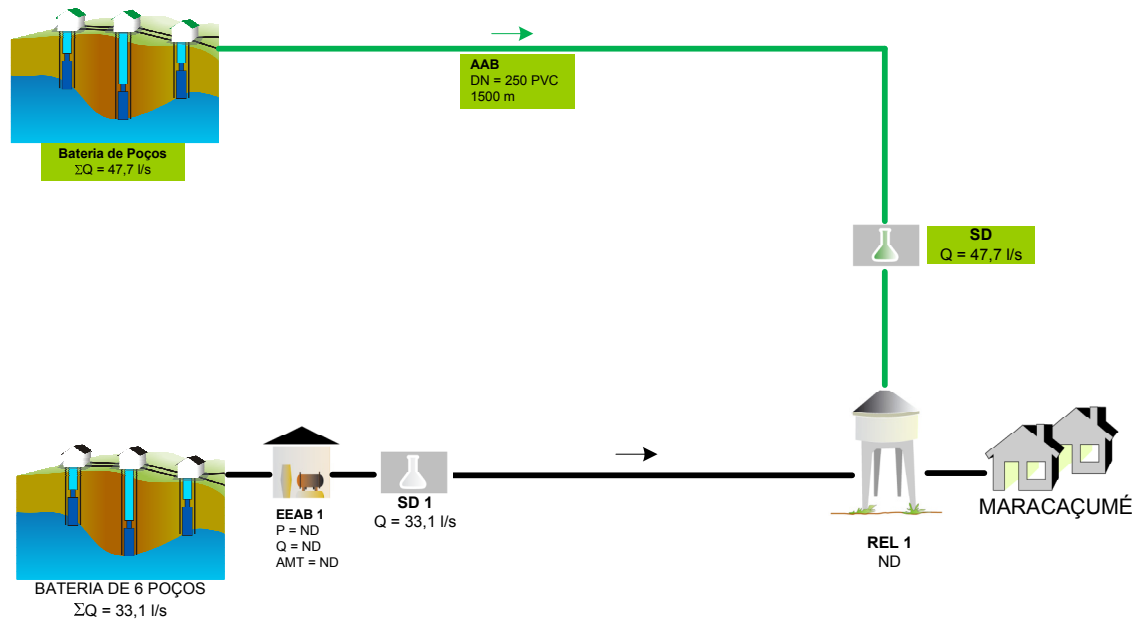 AAB
DN = 250 PVC
1500 m
Bateria de Poços
ΣQ = 47,7 l/s
SD
Q = 47,7 l/s
EEAB 1
P = ND
Q = ND
AMT = ND
SD 1
Q = 33,1 l/s
REL 1
ND
MARACAÇUMÉ
BATERIA DE 6 POÇOS
ΣQ = 33,1 l/s